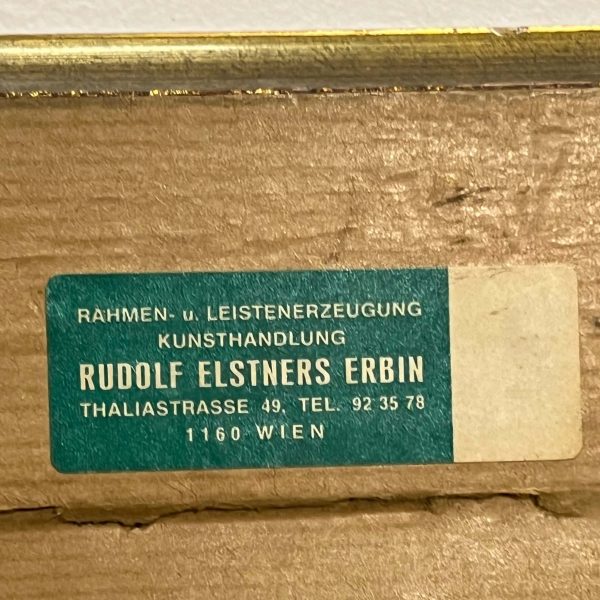 RAHMEN- u. LEISTENERZEUGUNG
KUNSTHANDLUNG
RUDOLF ELSTNERS ERBIN
THALIASTRASSE 49, TEL. 92 35 78
1160 WIEN